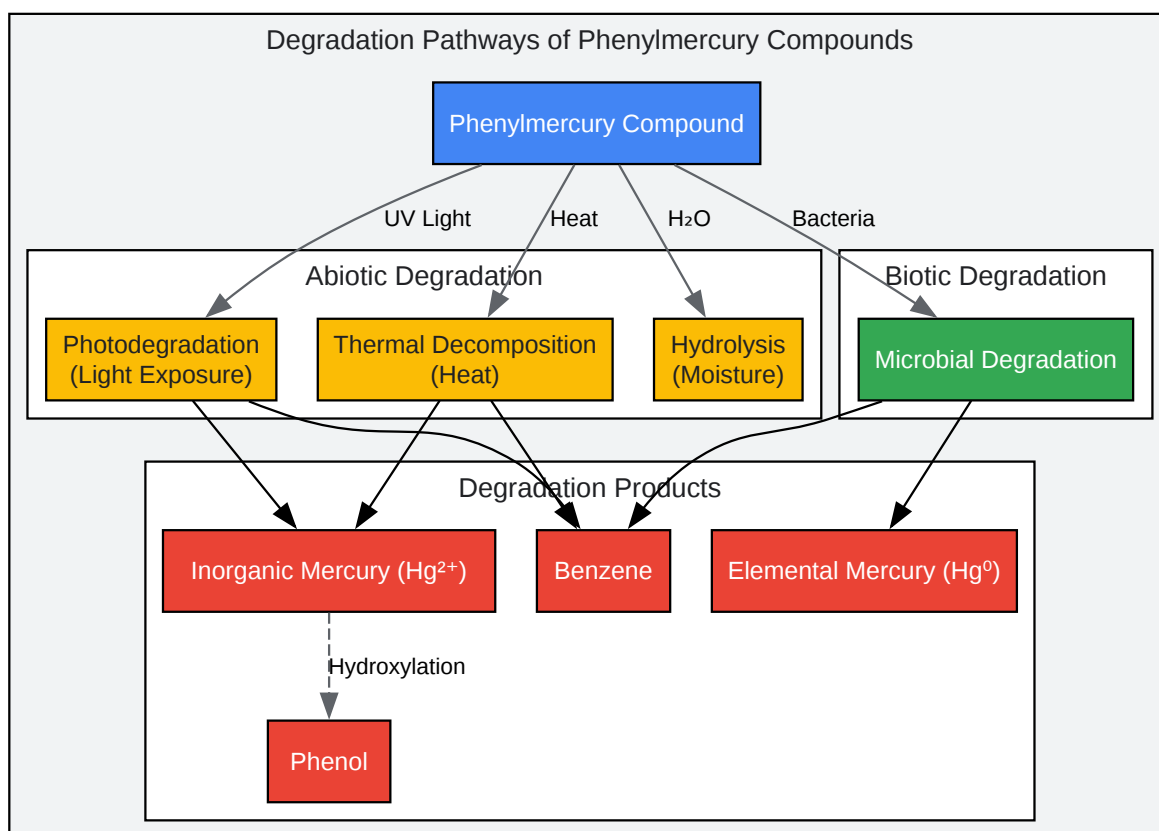 Degradation Pathways of Phenylmercury Compounds
Phenylmercury Compound
UV Light
Heat
H₂O
Bacteria
Abiotic Degradation
Biotic Degradation
Photodegradation
(Light Exposure)
Thermal Decomposition
(Heat)
Hydrolysis
(Moisture)
Microbial Degradation
Degradation Products
Inorganic Mercury (Hg²⁺)
Benzene
Elemental Mercury (Hg⁰)
Hydroxylation
Phenol